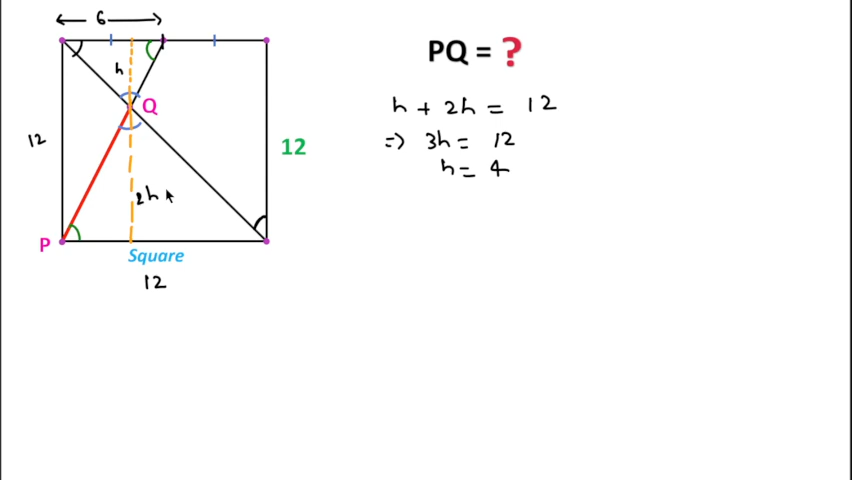 6
PQ = ?
h
h + 2h = 12
Q
12
⇒ 3h = 12
12
h = 4
2h
P
Square
12